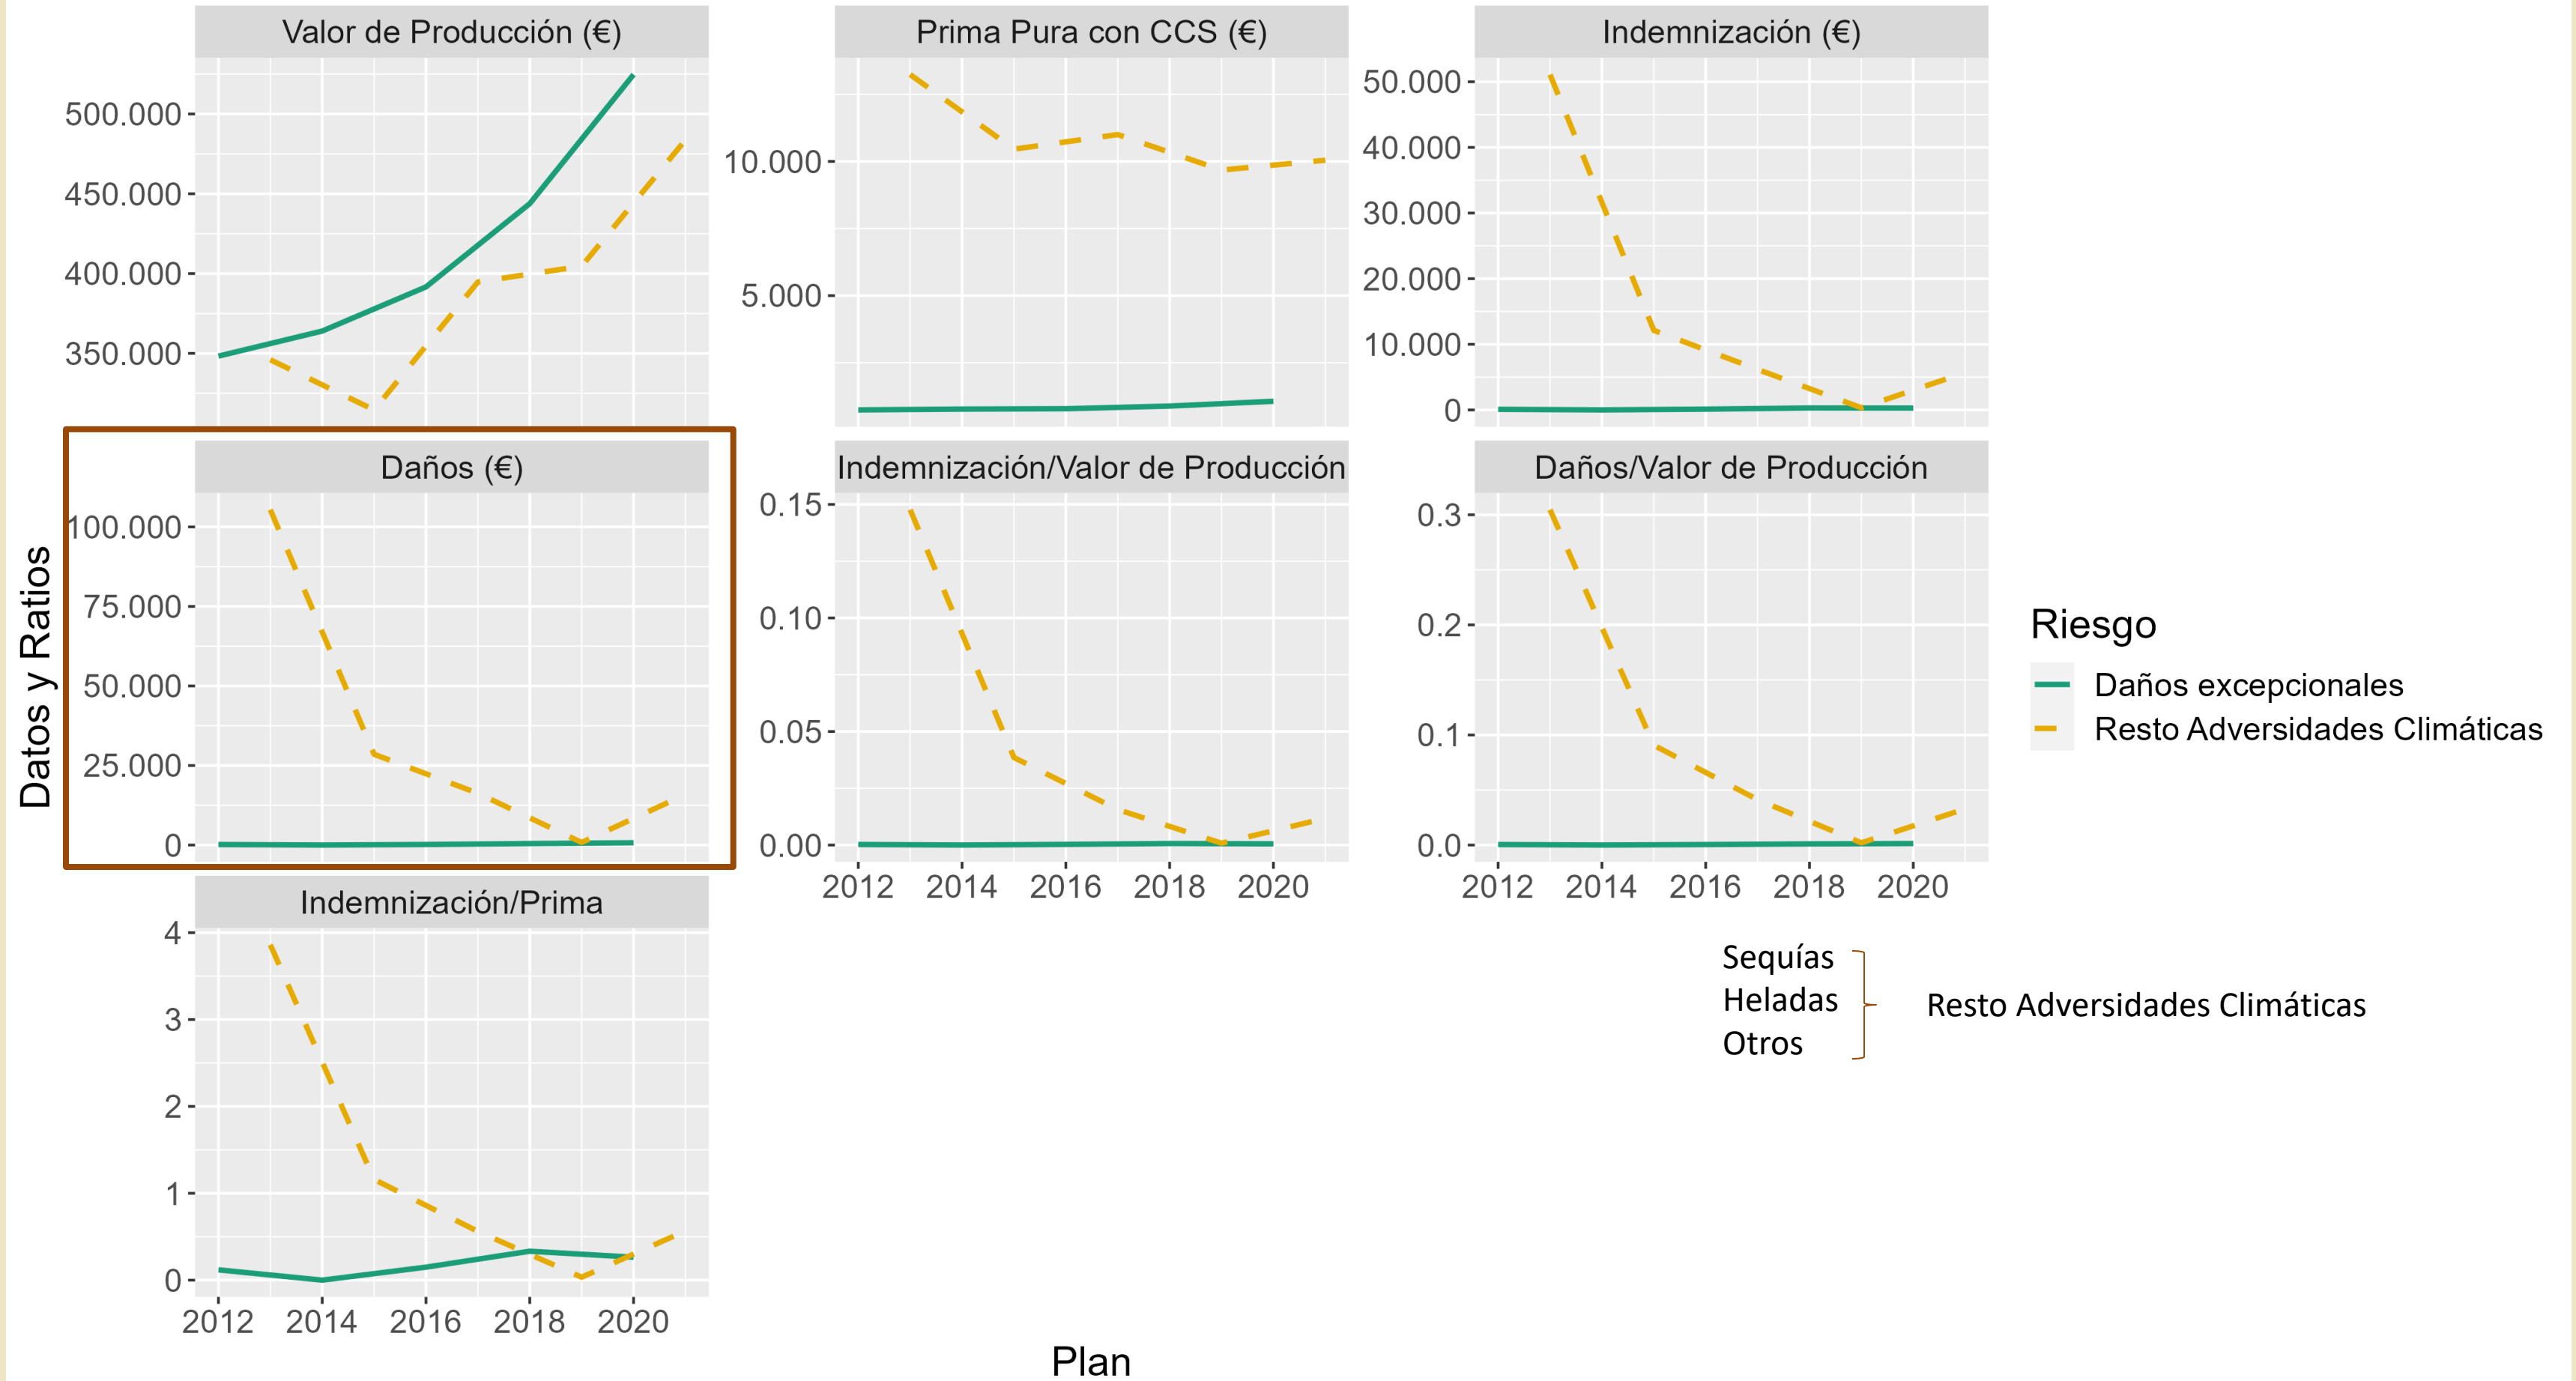 Valor de Producción (€)
Prima Pura con CCS (€)
Indemnización (€)
500.000
450.000
400.000
350.000
10.000
5.000
50.000
40.000
30.000
20.000
10.000
0
Daños (€)
Indemnización/Valor de Producción
Daños/Valor de Producción
100.000
75.000
50.000
25.000
0
0.15
0.10
0.05
0.00
0.3
0.2
0.1
0.0
2012 2014 2016 2018 2020
2012 2014 2016 2018 2020
Indemnización/Prima
4
3
2
1
0
2012 2014 2016 2018 2020
Datos y Ratios
Plan
Riesgo
Daños excepcionales
Resto Adversidades Climáticas
Sequías
Heladas
Otros
Resto Adversidades Climáticas